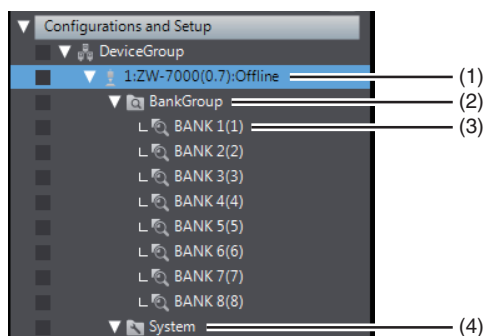 Configurations and Setup
DeviceGroup
1:ZW-7000(0.7):Offline (1)
BankGroup (2)
BANK 1(1) (3)
BANK 2(2)
BANK 3(3)
BANK 4(4)
BANK 5(5)
BANK 6(6)
BANK 7(7)
BANK 8(8)
System (4)